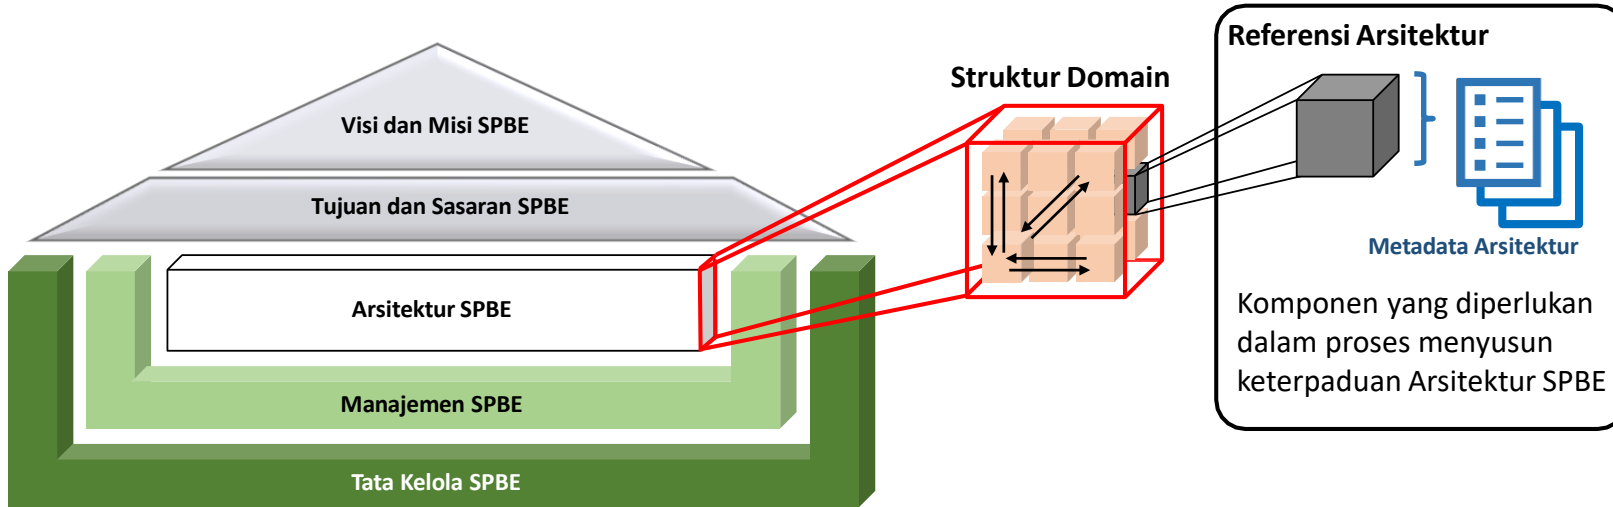 Visi dan Misi SPBE
Tujuan dan Sasaran SPBE
Arsitektur SPBE
Manajemen SPBE
Tata Kelola SPBE
Struktur Domain
Referensi Arsitektur
Metadata Arsitektur
Komponen yang diperlukan
dalam proses menyusun
keterpaduan Arsitektur SPBE